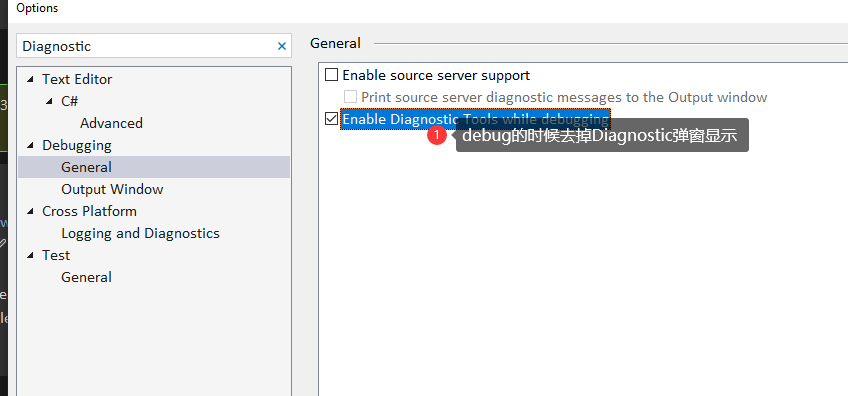 Options
Diagnostic
General
Text Editor
C#
Advanced
Debugging
General
Output Window
Cross Platform
Logging and Diagnostics
Test
General
Enable source server support
Print source server diagnostic messages to the Output window
Enable Diagnostic Tools while debugging
1
debug的时候去掉Diagnostic弹窗显示